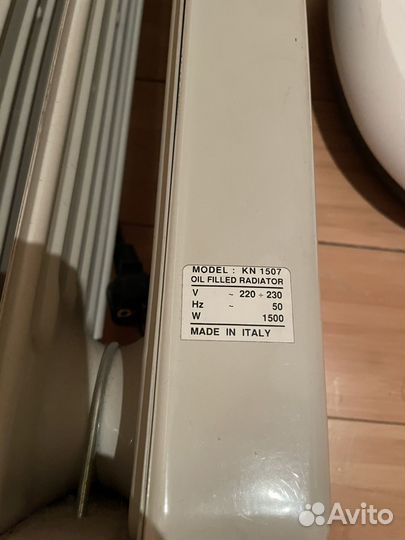 MODEL : KN 1507
OIL FILLED RADIATOR
V ~ 220 ÷ 230
Hz ~ 50
W 1500
MADE IN ITALY
Avito